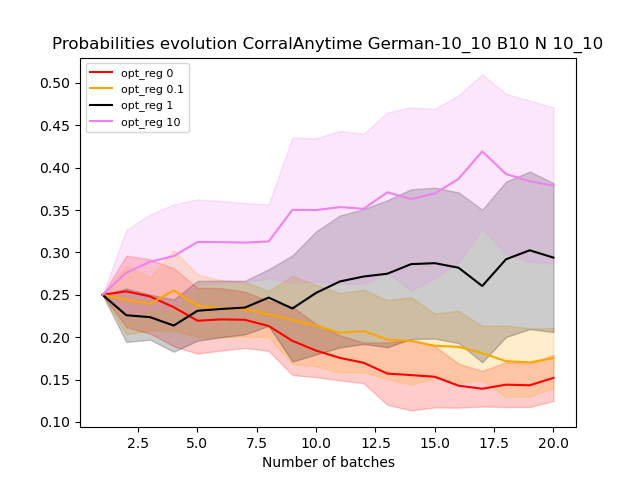 Probabilities evolution CorralAnytime German-10_10 B10 N 10_10
opt_reg 0
opt_reg 0.1
opt_reg 1
opt_reg 10
0.50
0.45
0.40
0.35
0.30
0.25
0.20
0.15
0.10
2.5 5.0 7.5 10.0 12.5 15.0 17.5 20.0
Number of batches